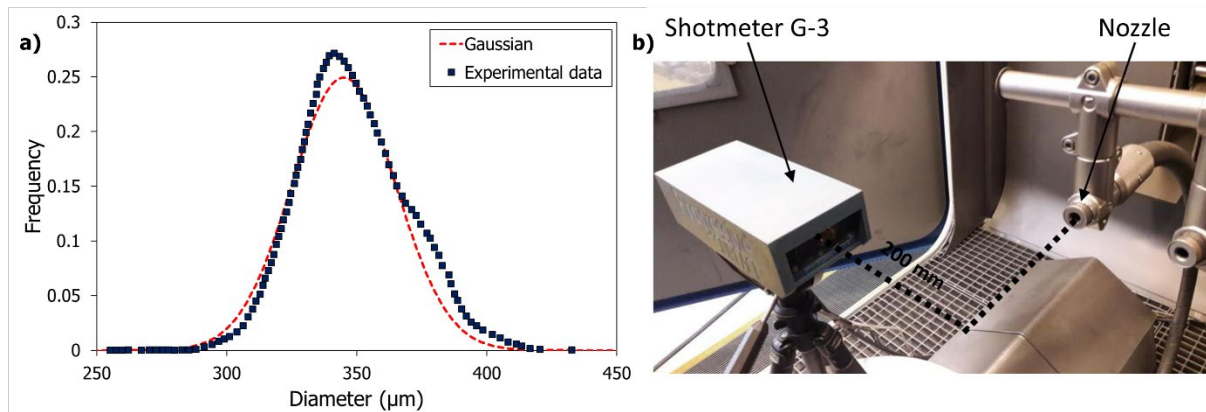 a)
0.3
0.25
0.2
0.15
0.1
0.05
0
Frequency
Gaussian
Experimental data
250
300
350
400
450
Diameter (µm)
b)
Shotmeter G-3
Nozzle
200 mm